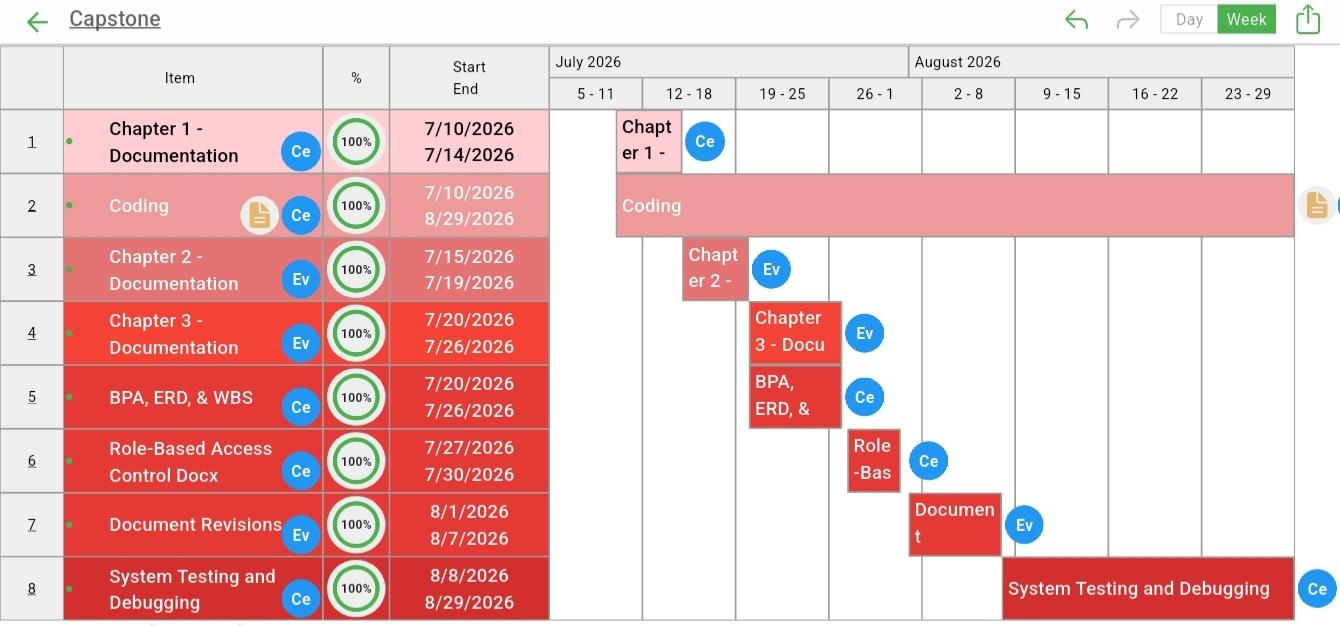 Capstone
Day Week
Item
%
Start
End
July 2026
August 2026
5 - 11
12 - 18
19 - 25
26 - 1
2 - 8
9 - 15
16 - 22
23 - 29
1
Chapter 1 -
Documentation
Ce
100%
7/10/2026
7/14/2026
Chapt
er 1 -
Ce
2
Coding
Ce
100%
7/10/2026
8/29/2026
Coding
3
Chapter 2 -
Documentation
Ev
100%
7/15/2026
7/19/2026
Chapt
er 2 -
Ev
4
Chapter 3 -
Documentation
Ev
100%
7/20/2026
7/26/2026
Chapter
3 - Docu
Ev
5
BPA, ERD, & WBS
Ce
100%
7/20/2026
7/26/2026
BPA,
ERD, &
Ce
6
Role-Based Access
Control Docx
Ce
100%
7/27/2026
7/30/2026
Role
-Bas
Ce
7
Document Revisions
Ev
100%
8/1/2026
8/7/2026
Documen
t
Ev
8
System Testing and
Debugging
Ce
100%
8/8/2026
8/29/2026
System Testing and Debugging
Ce